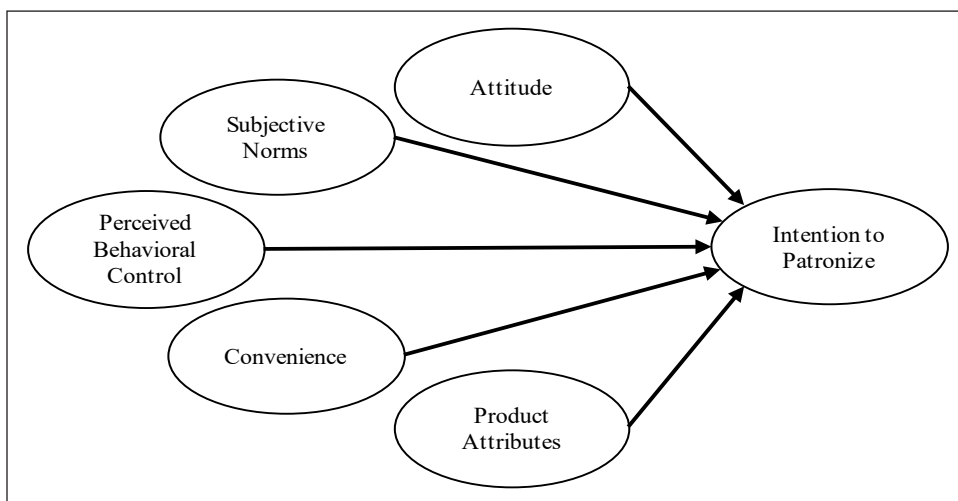 Attitude
Subjective
Norms
Perceived
Behavioral
Control
Intention to
Patronize
Convenience
Product
Attributes